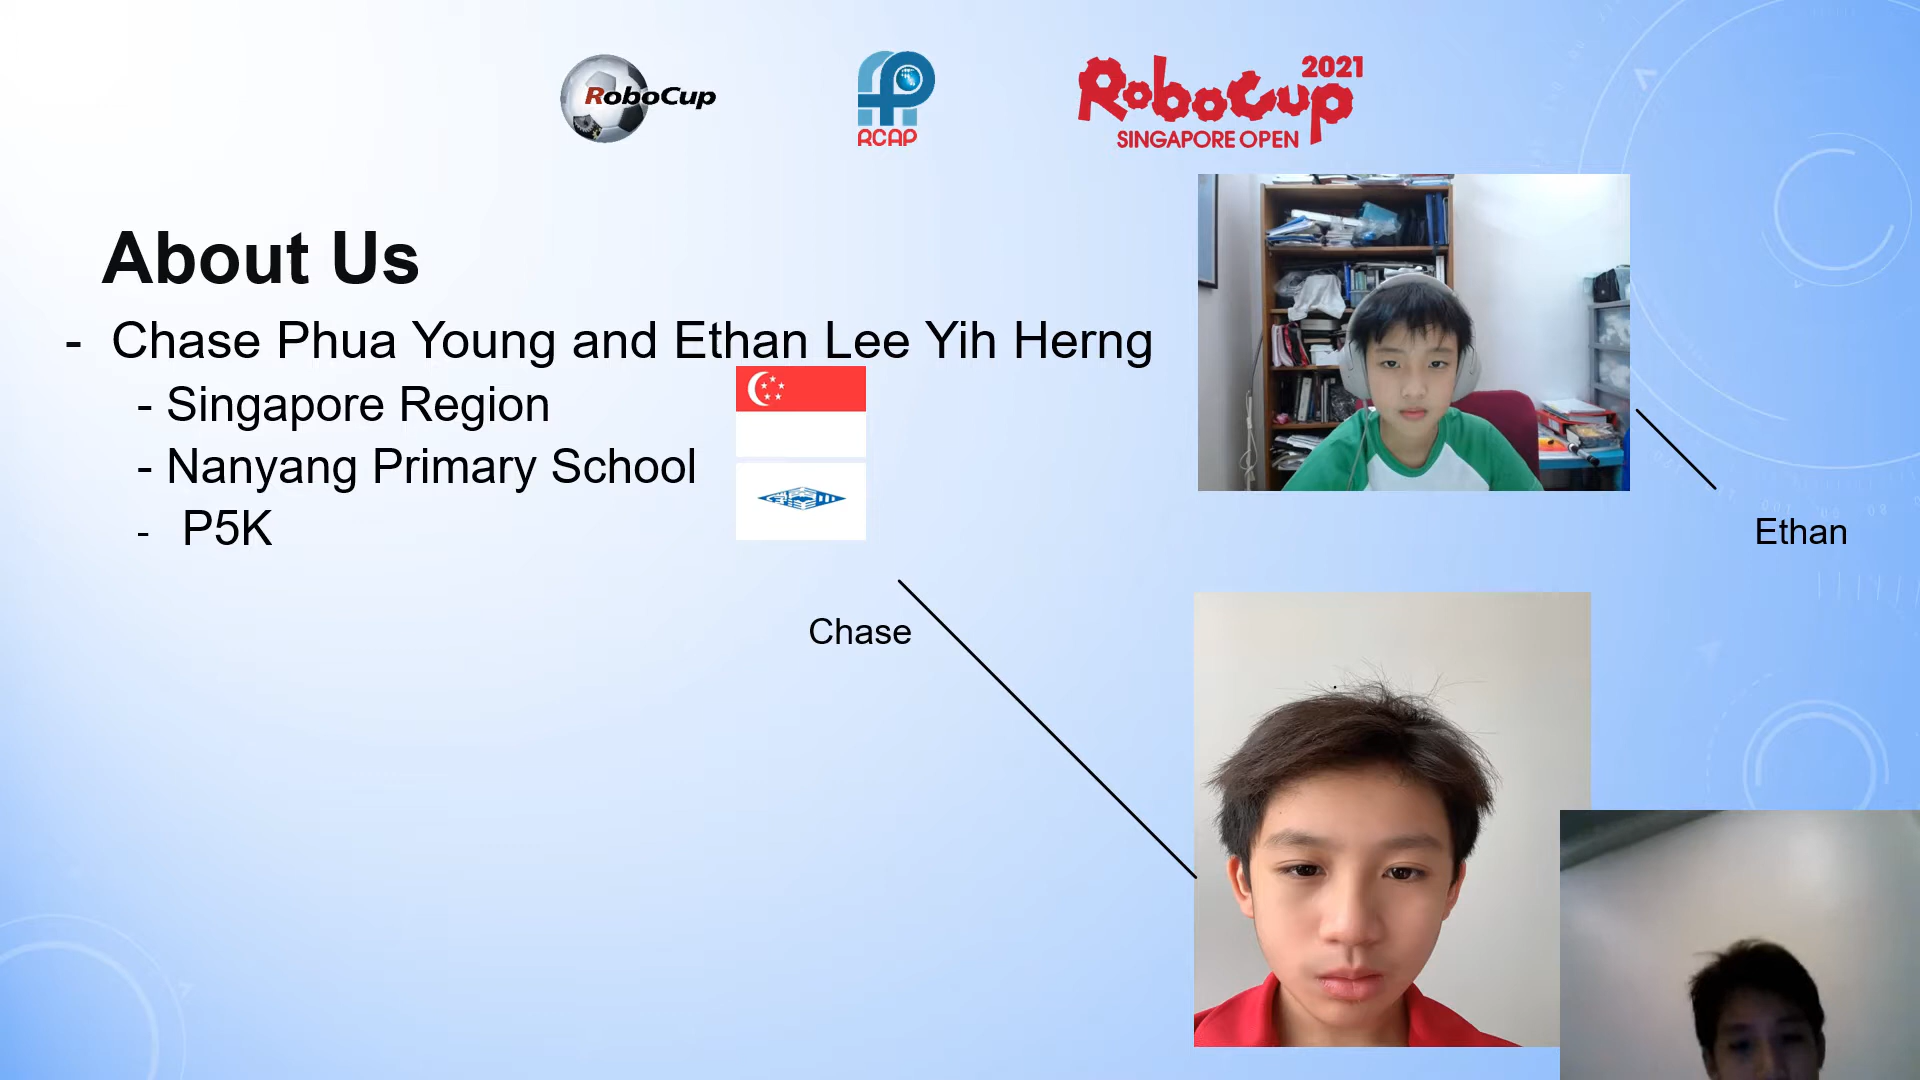 RoboCup
RCAP
2021
RoboCup
SINGAPORE OPEN
About Us
- Chase Phua Young and Ethan Lee Yih Herng
- Singapore Region
- Nanyang Primary School
- P5K
Ethan
Chase